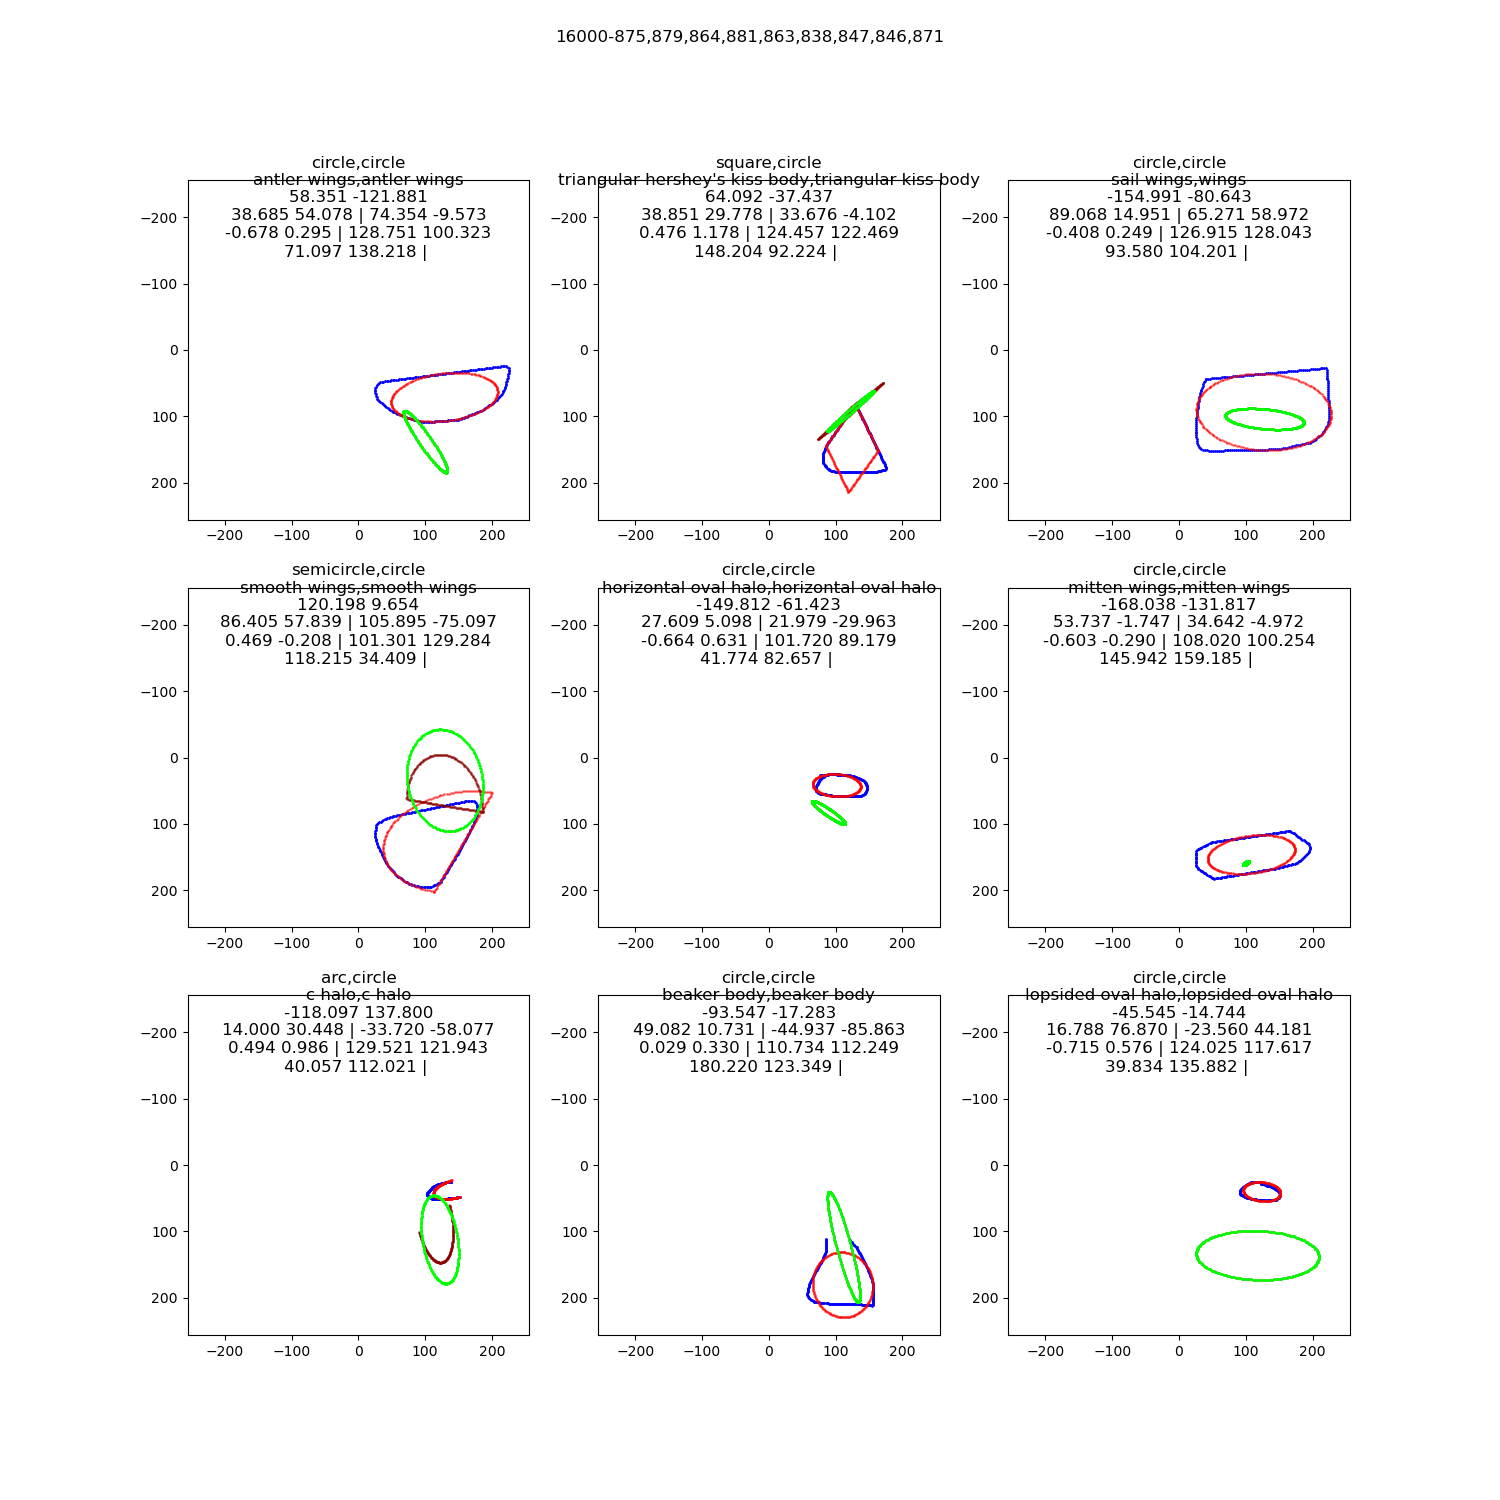 16000-875,879,864,881,863,838,847,846,871
circle,circle
antler wings,antler wings
58.351 -121.881
38.685 54.078 | 74.354 -9.573
-0.678 0.295 | 128.751 100.323
71.097 138.218 |
−200
−100
0
100
200
−200 −100 0 100 200
square,circle
triangular hershey's kiss body,triangular kiss body
64.092 -37.437
38.851 29.778 | 33.676 -4.102
0.476 1.178 | 124.457 122.469
148.204 92.224 |
−200
−100
0
100
200
−200 −100 0 100 200
circle,circle
sail wings,wings
-154.991 -80.643
89.068 14.951 | 65.271 58.972
-0.408 0.249 | 126.915 128.043
93.580 104.201 |
−200
−100
0
100
200
−200 −100 0 100 200
semicircle,circle
smooth wings,smooth wings
120.198 9.654
86.405 57.839 | 105.895 -75.097
0.469 -0.208 | 101.301 129.284
118.215 34.409 |
−200
−100
0
100
200
−200 −100 0 100 200
circle,circle
horizontal oval halo,horizontal oval halo
-149.812 -61.423
27.609 5.098 | 21.979 -29.963
-0.664 0.631 | 101.720 89.179
41.774 82.657 |
−200
−100
0
100
200
−200 −100 0 100 200
circle,circle
mitten wings,mitten wings
-168.038 -131.817
53.737 -1.747 | 34.642 -4.972
-0.603 -0.290 | 108.020 100.254
145.942 159.185 |
−200
−100
0
100
200
−200 −100 0 100 200
arc,circle
c halo,c halo
-118.097 137.800
14.000 30.448 | -33.720 -58.077
0.494 0.986 | 129.521 121.943
40.057 112.021 |
−200
−100
0
100
200
−200 −100 0 100 200
circle,circle
beaker body,beaker body
-93.547 -17.283
49.082 10.731 | -44.937 -85.863
0.029 0.330 | 110.734 112.249
180.220 123.349 |
−200
−100
0
100
200
−200 −100 0 100 200
circle,circle
lopsided oval halo,lopsided oval halo
-45.545 -14.744
16.788 76.870 | -23.560 44.181
-0.715 0.576 | 124.025 117.617
39.834 135.882 |
−200
−100
0
100
200
−200 −100 0 100 200